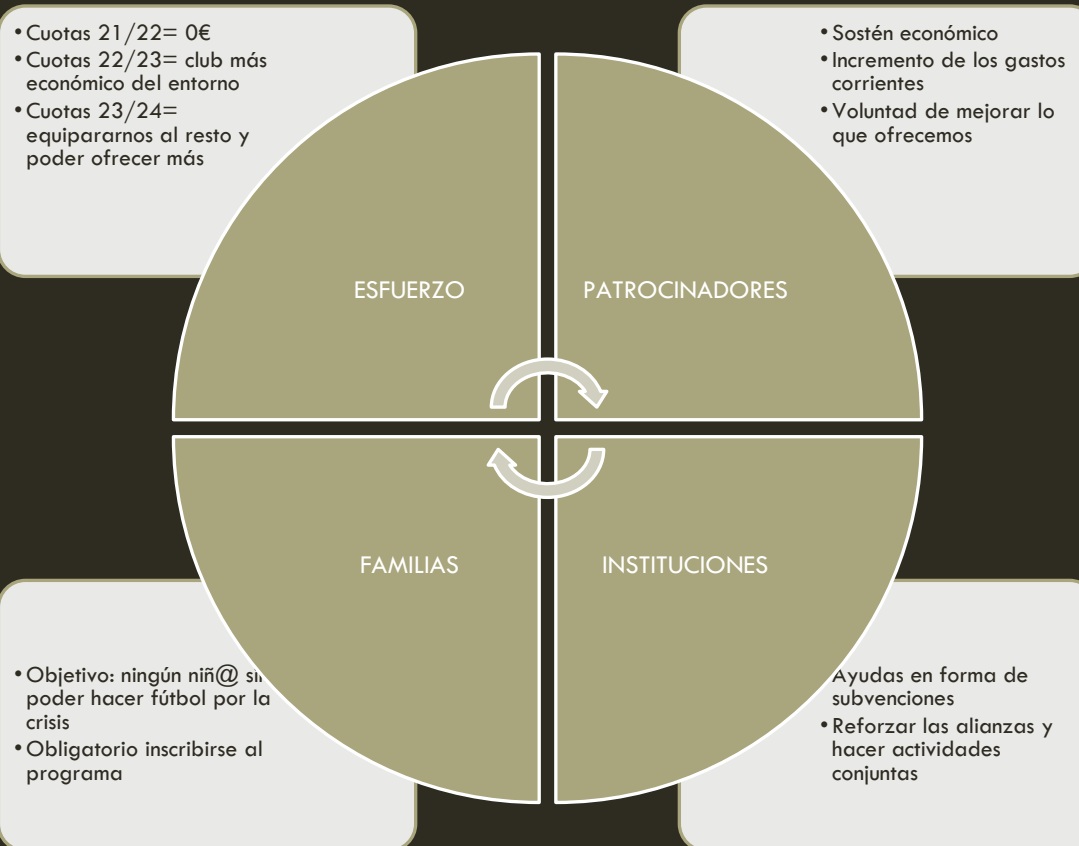 • Cuotas 21/22= 0€
• Cuotas 22/23= club más
económico del entorno
• Cuotas 23/24=
equipararnos al resto y
poder ofrecer más
• Sostén económico
• Incremento de los gastos
corrientes
• Voluntad de mejorar lo
que ofrecemos
ESFUERZO
PATROCINADORES
FAMILIAS
INSTITUCIONES
• Objetivo: ningún niñ@ sin
poder hacer fútbol por la
crisis
• Obligatorio inscribirse al
programa
Ayudas en forma de
subvenciones
• Reforzar las alianzas y
hacer actividades
conjuntas